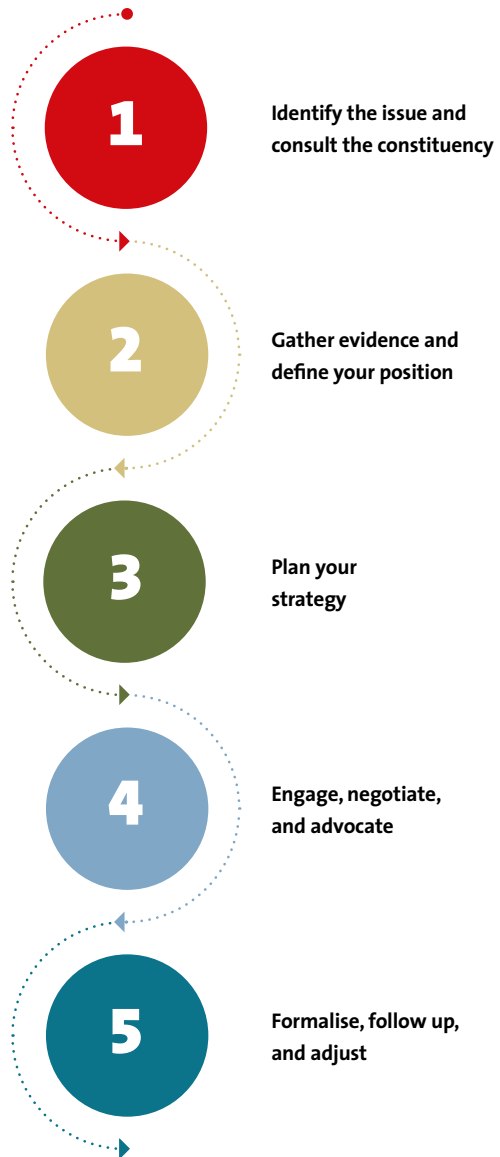 1
Identify the issue and
consult the constituency
2
Gather evidence and
define your position
3
Plan your
strategy
4
Engage, negotiate,
and advocate
5
Formalise, follow up,
and adjust